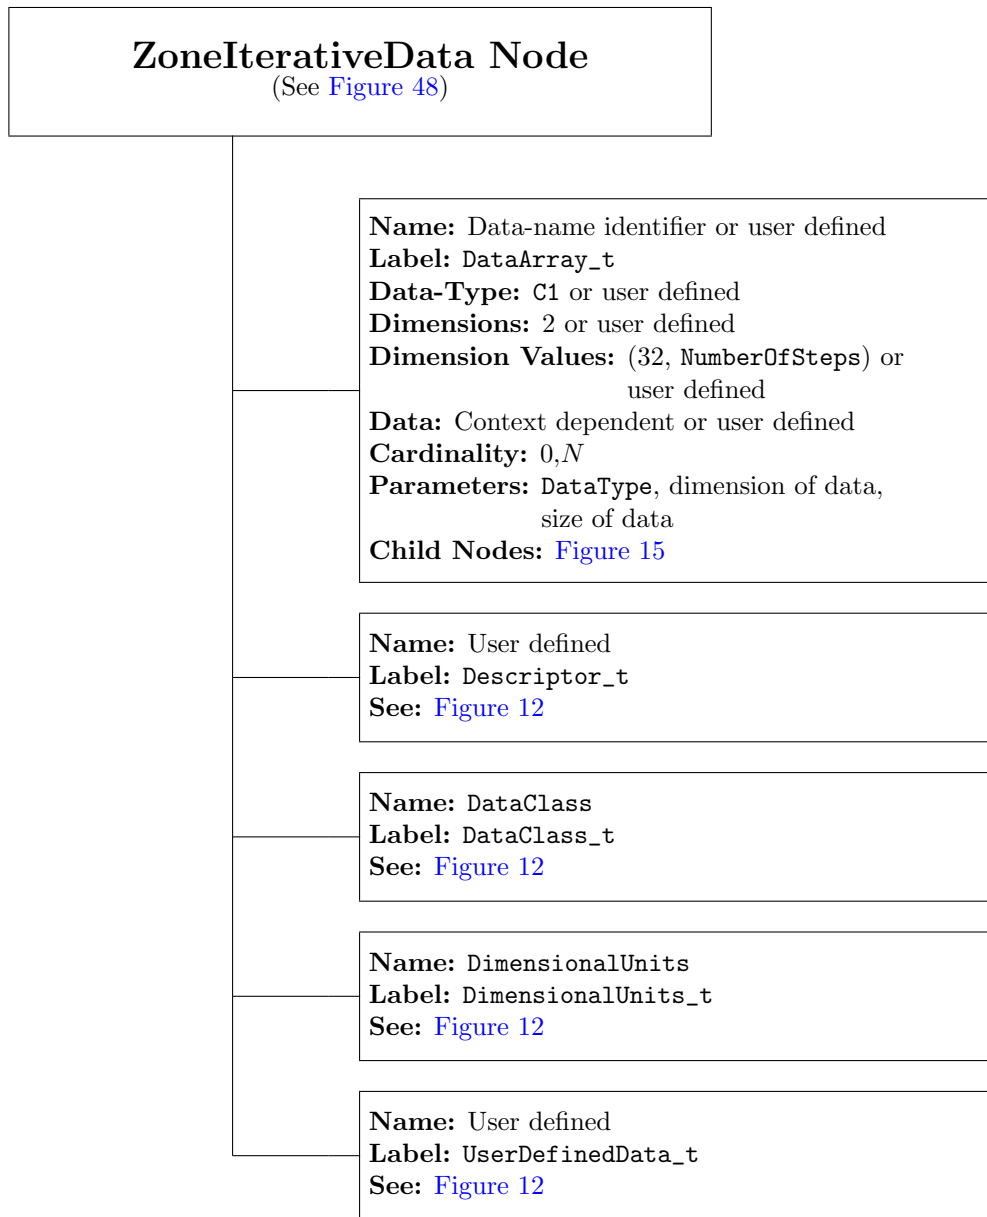 ZoneIterativeData Node
(See Figure 48)
Name: Data-name identifier or user defined
Label: DataArray_t
Data-Type: C1 or user defined
Dimensions: 2 or user defined
Dimension Values: (32, NumberOfSteps) or
user defined
Data: Context dependent or user defined
Cardinality: 0,N
Parameters: DataType, dimension of data,
size of data
Child Nodes: Figure 15
Name: User defined
Label: Descriptor_t
See: Figure 12
Name: DataClass
Label: DataClass_t
See: Figure 12
Name: DimensionalUnits
Label: DimensionalUnits_t
See: Figure 12
Name: User defined
Label: UserDefinedData_t
See: Figure 12